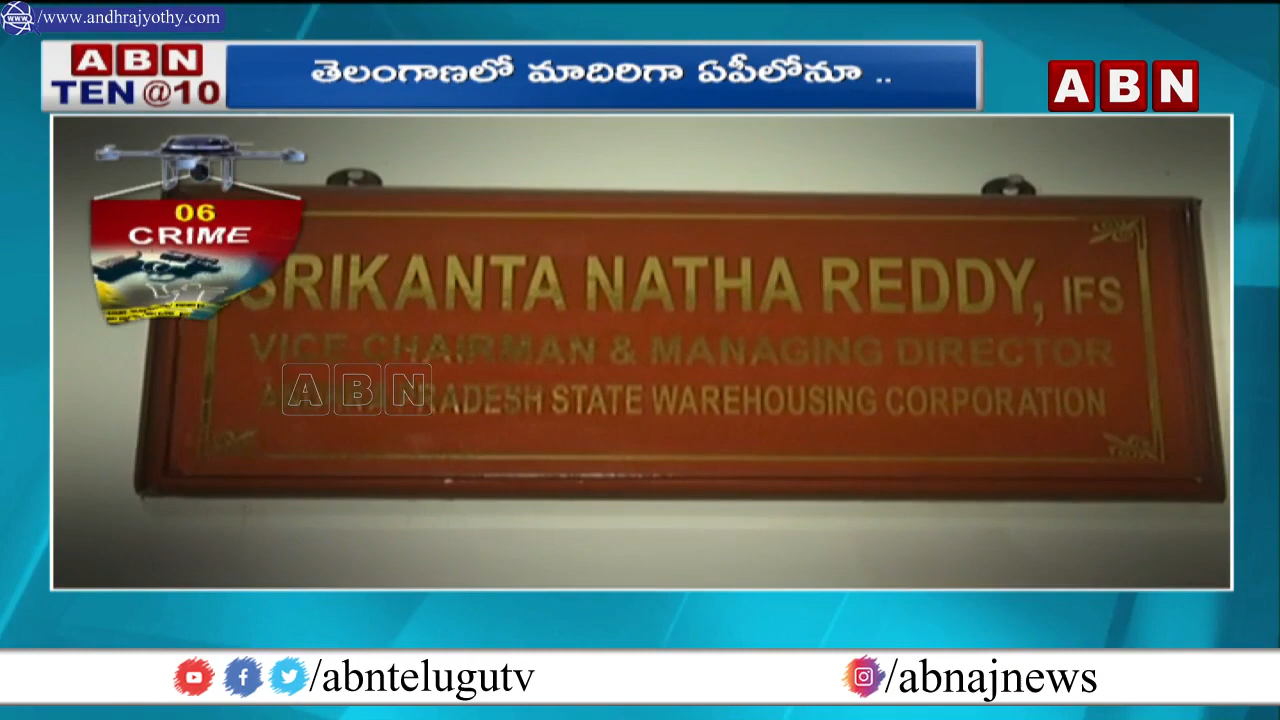 /www.andhrajyothy.com
ABN
TEN @10
తెలంగాణలో మాదిరిగా ఏపీలోనూ ..
ABN
06
CRIME
SRIKANTA NATHA REDDY, IFS
VICE CHAIRMAN & MANAGING DIRECTOR
STATE WAREHOUSING CORPORATION
ABN
/abntelugutv
/abnajnews